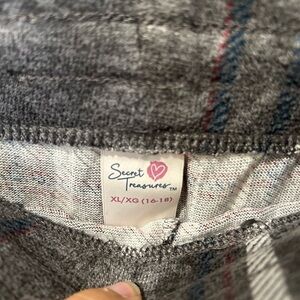 Secret
Treasures™
XL/XG (16-18)